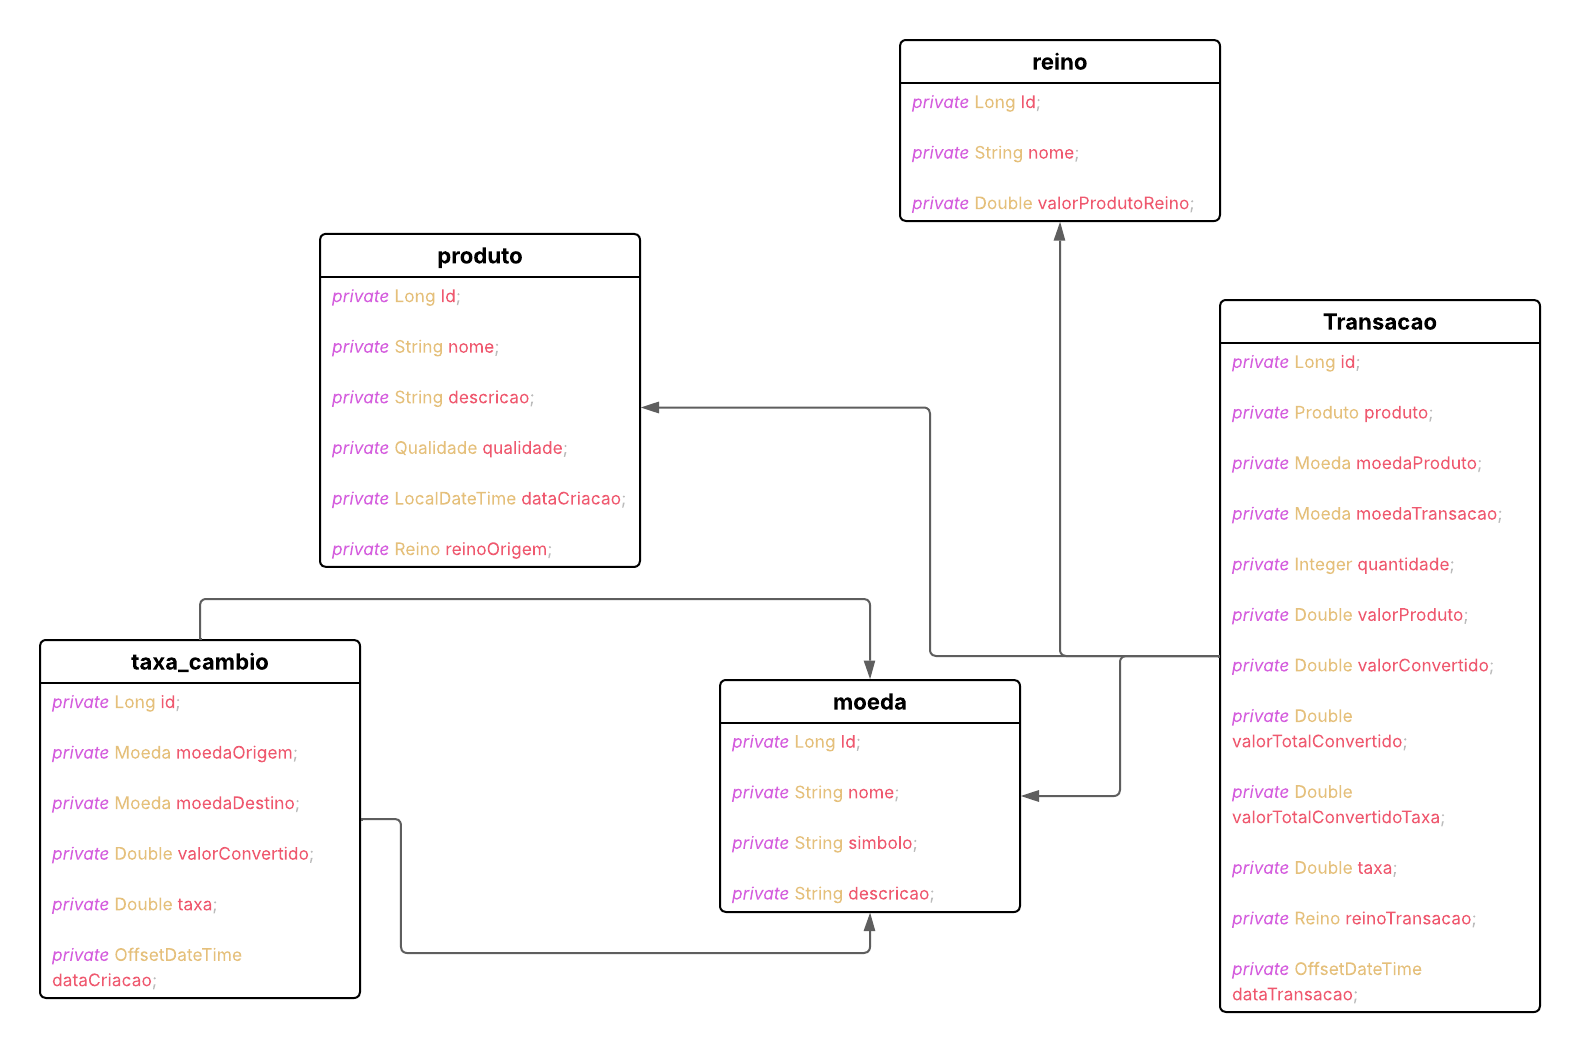 reino
private Long Id;
private String nome;
private Double valorProdutoReino;
produto
private Long Id;
private String nome;
private String descricao;
private Qualidade qualidade;
private LocalDateTime dataCriacao;
private Reino reinoOrigem;
Transacao
private Long id;
private Produto produto;
private Moeda moedaProduto;
private Moeda moedaTransacao;
private Integer quantidade;
private Double valorProduto;
private Double valorConvertido;
private Double
valorTotalConvertido;
private Double
valorTotalConvertidoTaxa;
private Double taxa;
private Reino reinoTransacao;
private OffsetDateTime
dataTransacao;
taxa_cambio
private Long id;
private Moeda moedaOrigem;
private Moeda moedaDestino;
private Double valorConvertido;
private Double taxa;
private OffsetDateTime
dataCriacao;
moeda
private Long Id;
private String nome;
private String simbolo;
private String descricao;